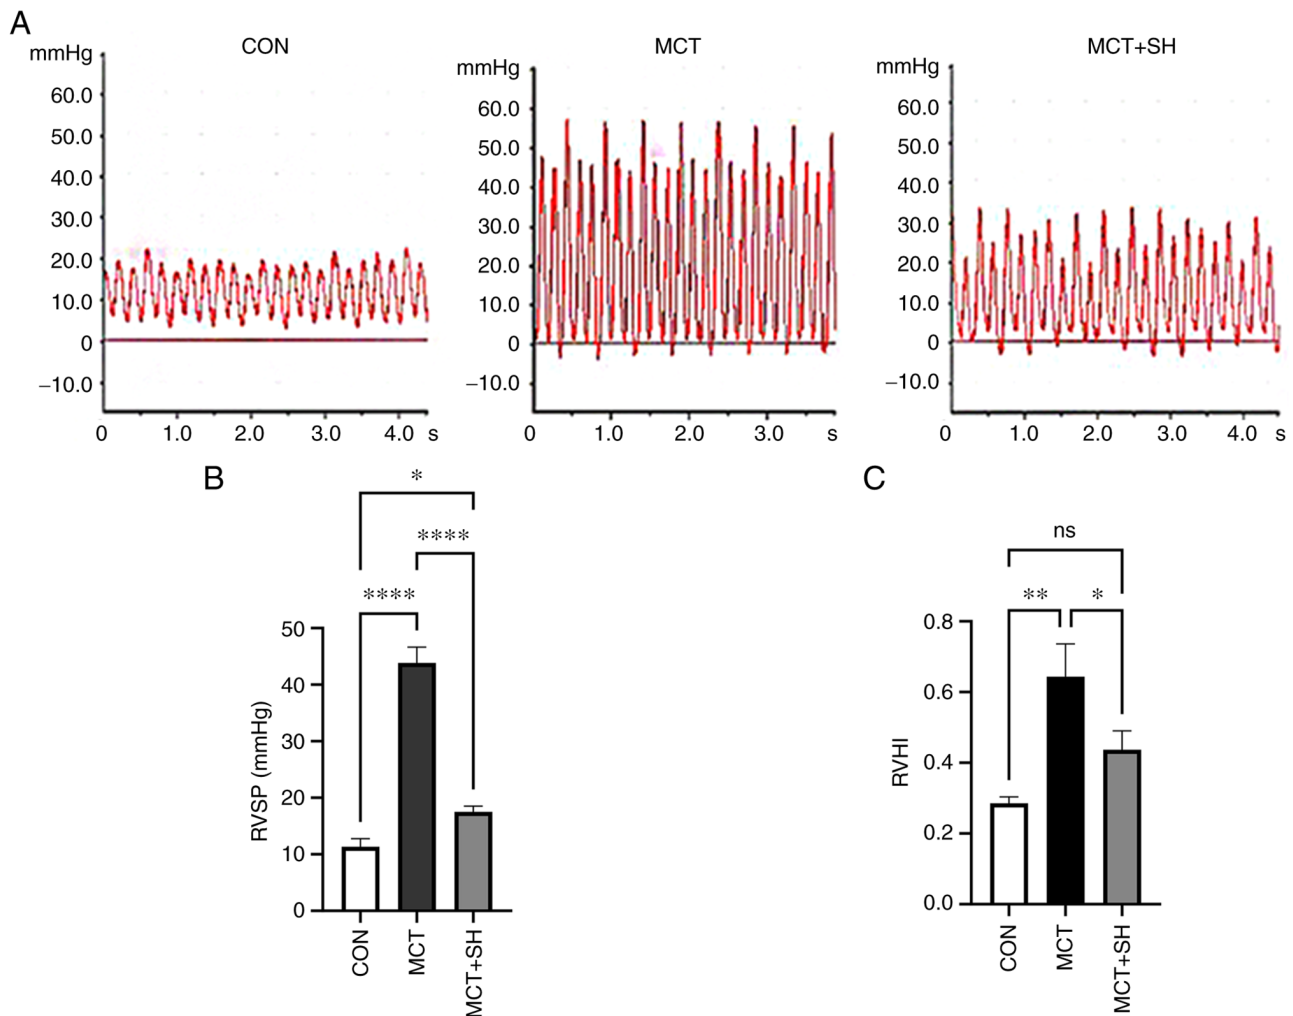 A
CON
mmHg
60.0
50.0
40.0
30.0
20.0
10.0
0
−10.0
0 1.0 2.0 3.0 4.0 s
MCT
mmHg
60.0
50.0
40.0
30.0
20.0
10.0
0
−10.0
0 1.0 2.0 3.0 s
MCT+SH
mmHg
60.0
50.0
40.0
30.0
20.0
10.0
0
−10.0
0 1.0 2.0 3.0 4.0 s
B
*
****
****
RVSP (mmHg)
50
40
30
20
10
0
CON
MCT
MCT+SH
C
ns
**
*
RVHI
0.8
0.6
0.4
0.2
0.0
CON
MCT
MCT+SH